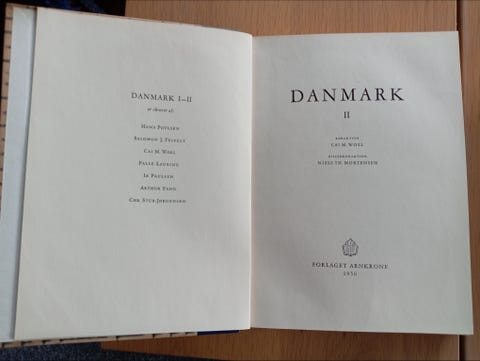 DANMARK I-II
er skrevet af:
HANS POVLSEN
SALOMON J. FRIFELT
CAI M. WOEL
PALLE LAURING
IB PAULSEN
ARTHUR FANG
CHR. STUB-JØRGENSEN
DANMARK
II
REDAKTION
CAI M. WOEL
BILLEDREDAKTION
NIELS TH. MORTENSEN
FORLAGET ARNKRONE
1956